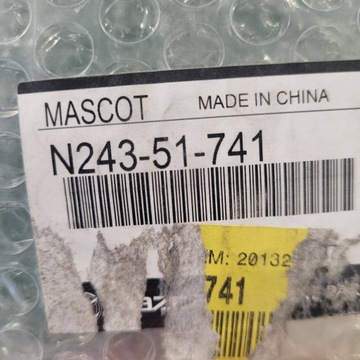 MASCOT MADE IN CHINA
N243-51-741
M: 20132
741